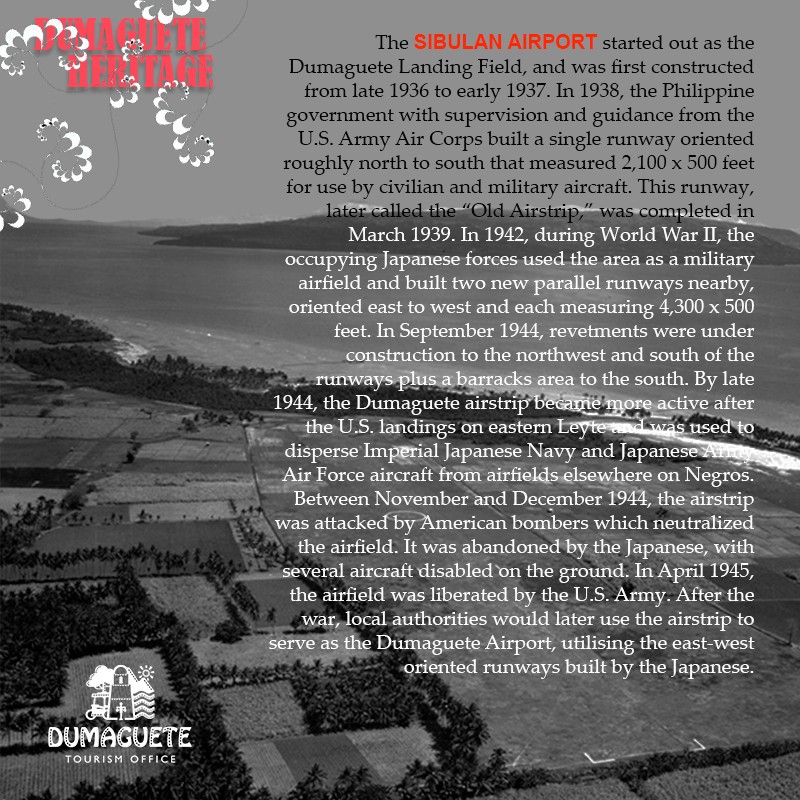 DUMAGUETE
HERITAGE
The SIBULAN AIRPORT started out as the
Dumaguete Landing Field, and was first constructed
from late 1936 to early 1937. In 1938, the Philippine
government with supervision and guidance from the
U.S. Army Air Corps built a single runway oriented
roughly north to south that measured 2,100 x 500 feet
for use by civilian and military aircraft. This runway,
later called the “Old Airstrip,” was completed in
March 1939. In 1942, during World War II, the
occupying Japanese forces used the area as a military
airfield and built two new parallel runways nearby,
oriented east to west and each measuring 4,300 x 500
feet. In September 1944, revetments were under
construction to the northwest and south of the
runways plus a barracks area to the south. By late
1944, the Dumaguete airstrip became more active after
the U.S. landings on eastern Leyte and was used to
disperse Imperial Japanese Navy and Japanese Army
Air Force aircraft from airfields elsewhere on Negros.
Between November and December 1944, the airstrip
was attacked by American bombers which neutralized
the airfield. It was abandoned by the Japanese, with
several aircraft disabled on the ground. In April 1945,
the airfield was liberated by the U.S. Army. After the
war, local authorities would later use the airstrip to
serve as the Dumaguete Airport, utilising the east-west
oriented runways built by the Japanese.
DUMAGUETE
TOURISM OFFICE